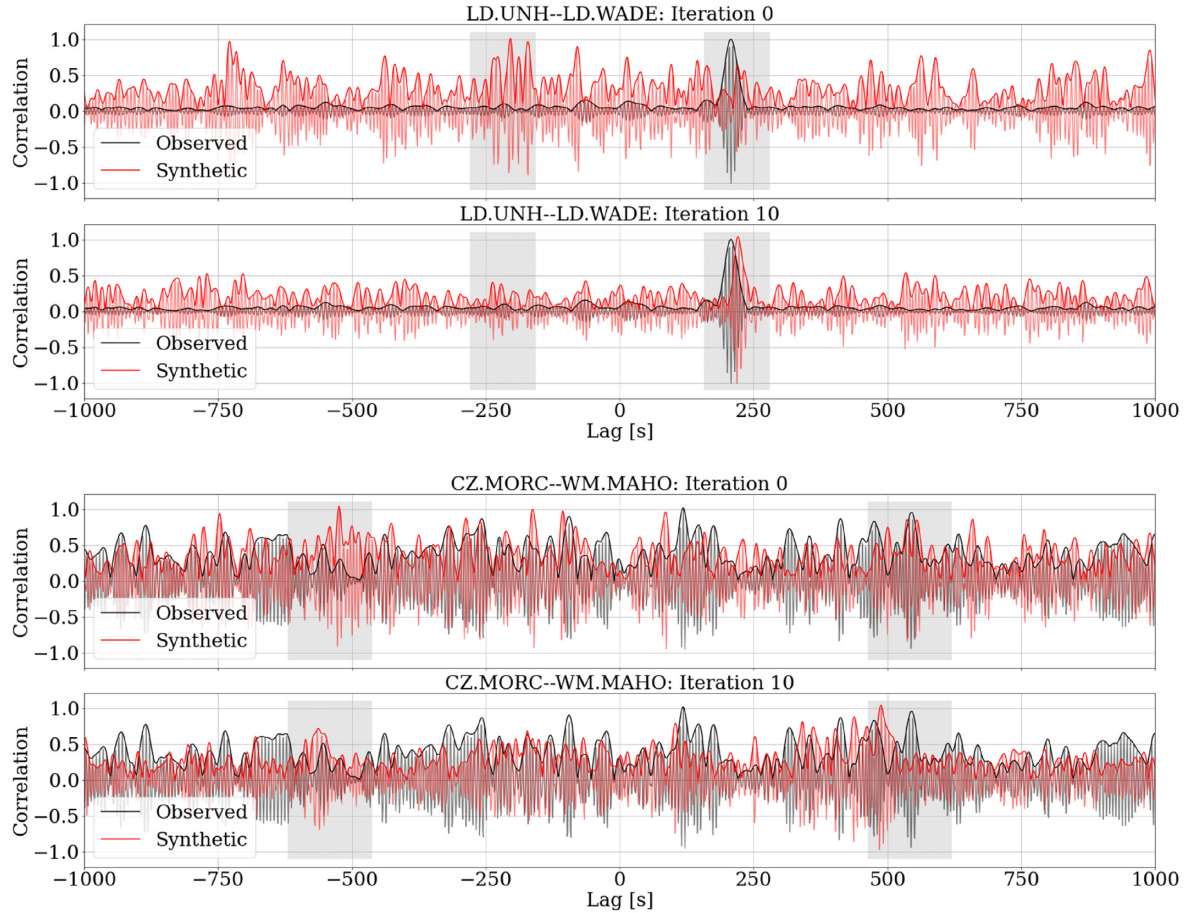 LD.UNH--LD.WADE: Iteration 0
1.0
0.5
0.0
−0.5
−1.0
Correlation
Observed
Synthetic
LD.UNH--LD.WADE: Iteration 10
1.0
0.5
0.0
−0.5
−1.0
Correlation
Observed
Synthetic
−1000 −750 −500 −250 0 250 500 750 1000
Lag [s]
CZ.MORC--WM.MAHO: Iteration 0
1.0
0.5
0.0
−0.5
−1.0
Correlation
Observed
Synthetic
CZ.MORC--WM.MAHO: Iteration 10
1.0
0.5
0.0
−0.5
−1.0
Correlation
Observed
Synthetic
−1000 −750 −500 −250 0 250 500 750 1000
Lag [s]